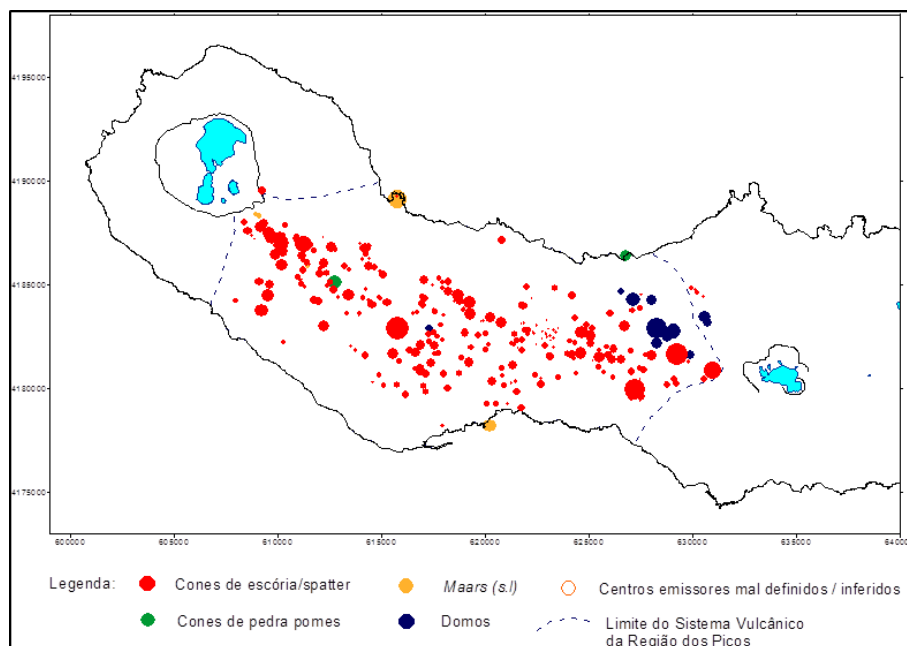 4195000
4190000
4185000
4180000
4175000
600000 605000 610000 615000 620000 625000 630000 635000 64000
Legenda: Cones de escória/spatter Maars (s.l) Centros emissores mal definidos / inferidos
Cones de pedra pomes Domos Limite do Sistema Vulcânico
da Região dos Picos